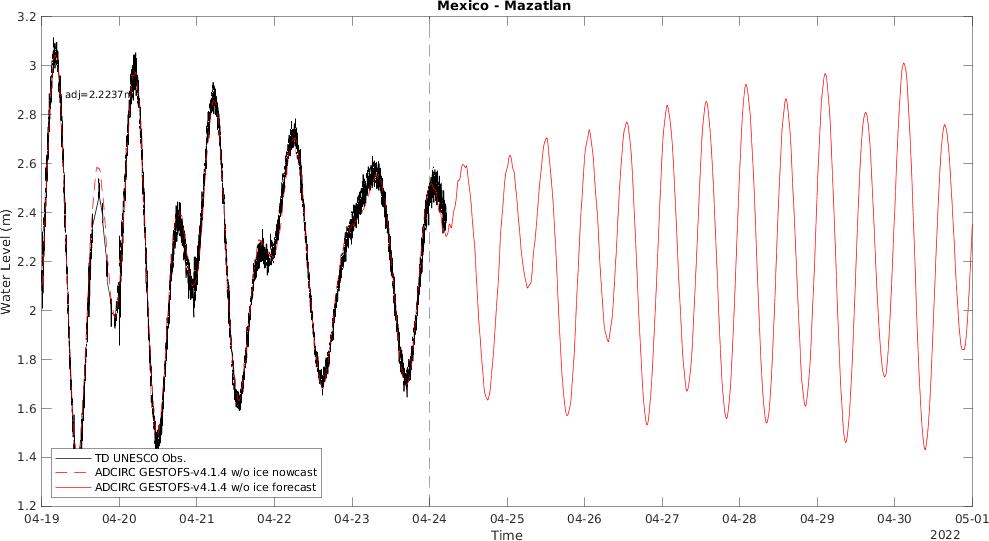 Mexico - Mazatlan
3.2
3
2.8
2.6
2.4
2.2
2
1.8
1.6
1.4
1.2
Water Level (m)
adj=2.2237m
TD UNESCO Obs.
ADCIRC GESTOFS-v4.1.4 w/o ice nowcast
ADCIRC GESTOFS-v4.1.4 w/o ice forecast
04-19 04-20 04-21 04-22 04-23 04-24 04-25 04-26 04-27 04-28 04-29 04-30 05-01
Time
2022